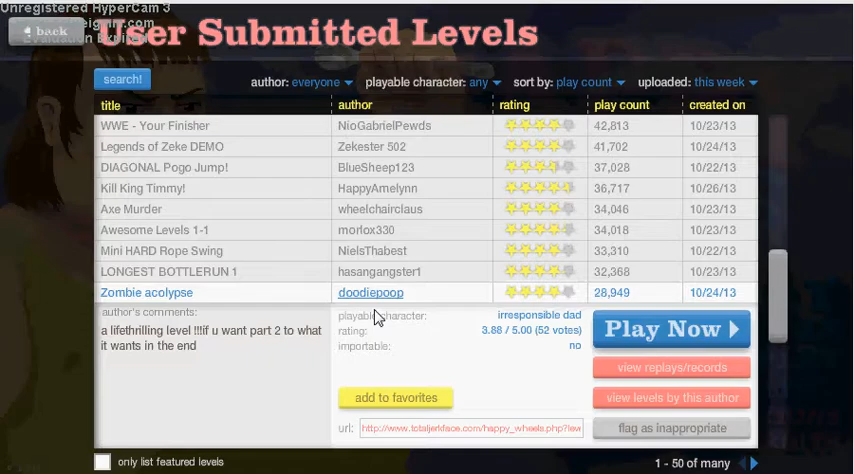 Unregistered HyperCam 3
back
User Submitted Levels
search!
author: everyone playable character: any sort by: play count uploaded: this week
title author rating play count created on
WWE - Your Finisher NioGabrielPewds 42,813 10/23/13
Legends of Zeke DEMO Zekester 502 41,702 10/24/13
DIAGONAL Pogo Jump! BlueSheep123 37,028 10/22/13
Kill King Timmy! HappyAmelynn 36,717 10/26/13
Axe Murder wheelchairclaus 34,046 10/23/13
Awesome Levels 1-1 morlox330 34,018 10/23/13
Mini HARD Rope Swing NielsThabest 33,310 10/22/13
LONGEST BOTTLERUN 1 hasangangster1 32,368 10/23/13
Zombie acolypse doodiepoop 28,949 10/24/13
author's comments:
a lifethrilling level !!!if u want part 2 to what
it wants in the end
playable character: irresponsible dad
rating: 3.88 / 5.00 (52 votes)
importable: no
Play Now
view replays/records
add to favorites
view levels by this author
url: http://www.totaljerkface.com/happy_wheels.php?lev
flag as inappropriate
only list featured levels
1 - 50 of many